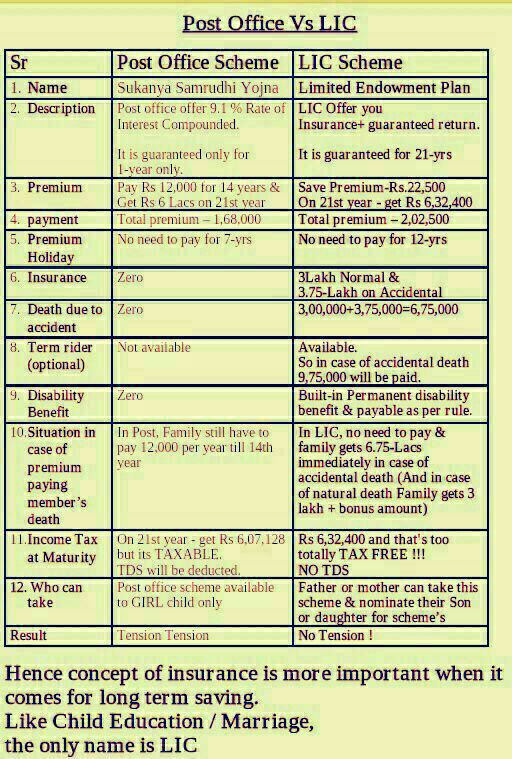 Post Office Vs LIC
Sr Post Office Scheme LIC Scheme
1. Name Sukanya Samrudhi Yojna Limited Endowment Plan
2. Description Post office offer 9.1 % Rate of LIC Offer you
Interest Compounded. Insurance+ guaranteed return.
It is guaranteed only for It is guaranteed for 21-yrs
1-year only.
3. Premium Pay Rs 12,000 for 14 years & Save Premium-Rs.22,500
Get Rs 6 Lacs on 21st year On 21st year - get Rs 6,32,400
4. payment Total premium – 1,68,000 Total premium – 2,02,500
5. Premium No need to pay for 7-yrs No need to pay for 12-yrs
Holiday
6. Insurance Zero 3Lakh Normal &
3.75-Lakh on Accidental
7. Death due to Zero 3,00,000+3,75,000=6,75,000
accident
8. Term rider Not available Available.
(optional) So in case of accidental death
9,75,000 will be paid.
9. Disability Zero Built-in Permanent disability
Benefit benefit & payable as per rule.
10.Situation in In Post, Family still have to In LIC, no need to pay &
case of pay 12,000 per year till 14th family gets 6.75-Lacs
premium year immediately in case of
paying accidental death (And in case
member's of natural death Family gets 3
death lakh + bonus amount)
11.Income Tax On 21st year - get Rs 6,07,128 Rs 6,32,400 and that's too
at Maturity but its TAXABLE. totally TAX FREE !!!
TDS will be deducted. NO TDS
12. Who can Post office scheme available Father or mother can take this
take to GIRL child only scheme & nominate their Son
or daughter for scheme's
Result Tension Tension No Tension !
Hence concept of insurance is more important when it
comes for long term saving.
Like Child Education / Marriage,
the only name is LIC